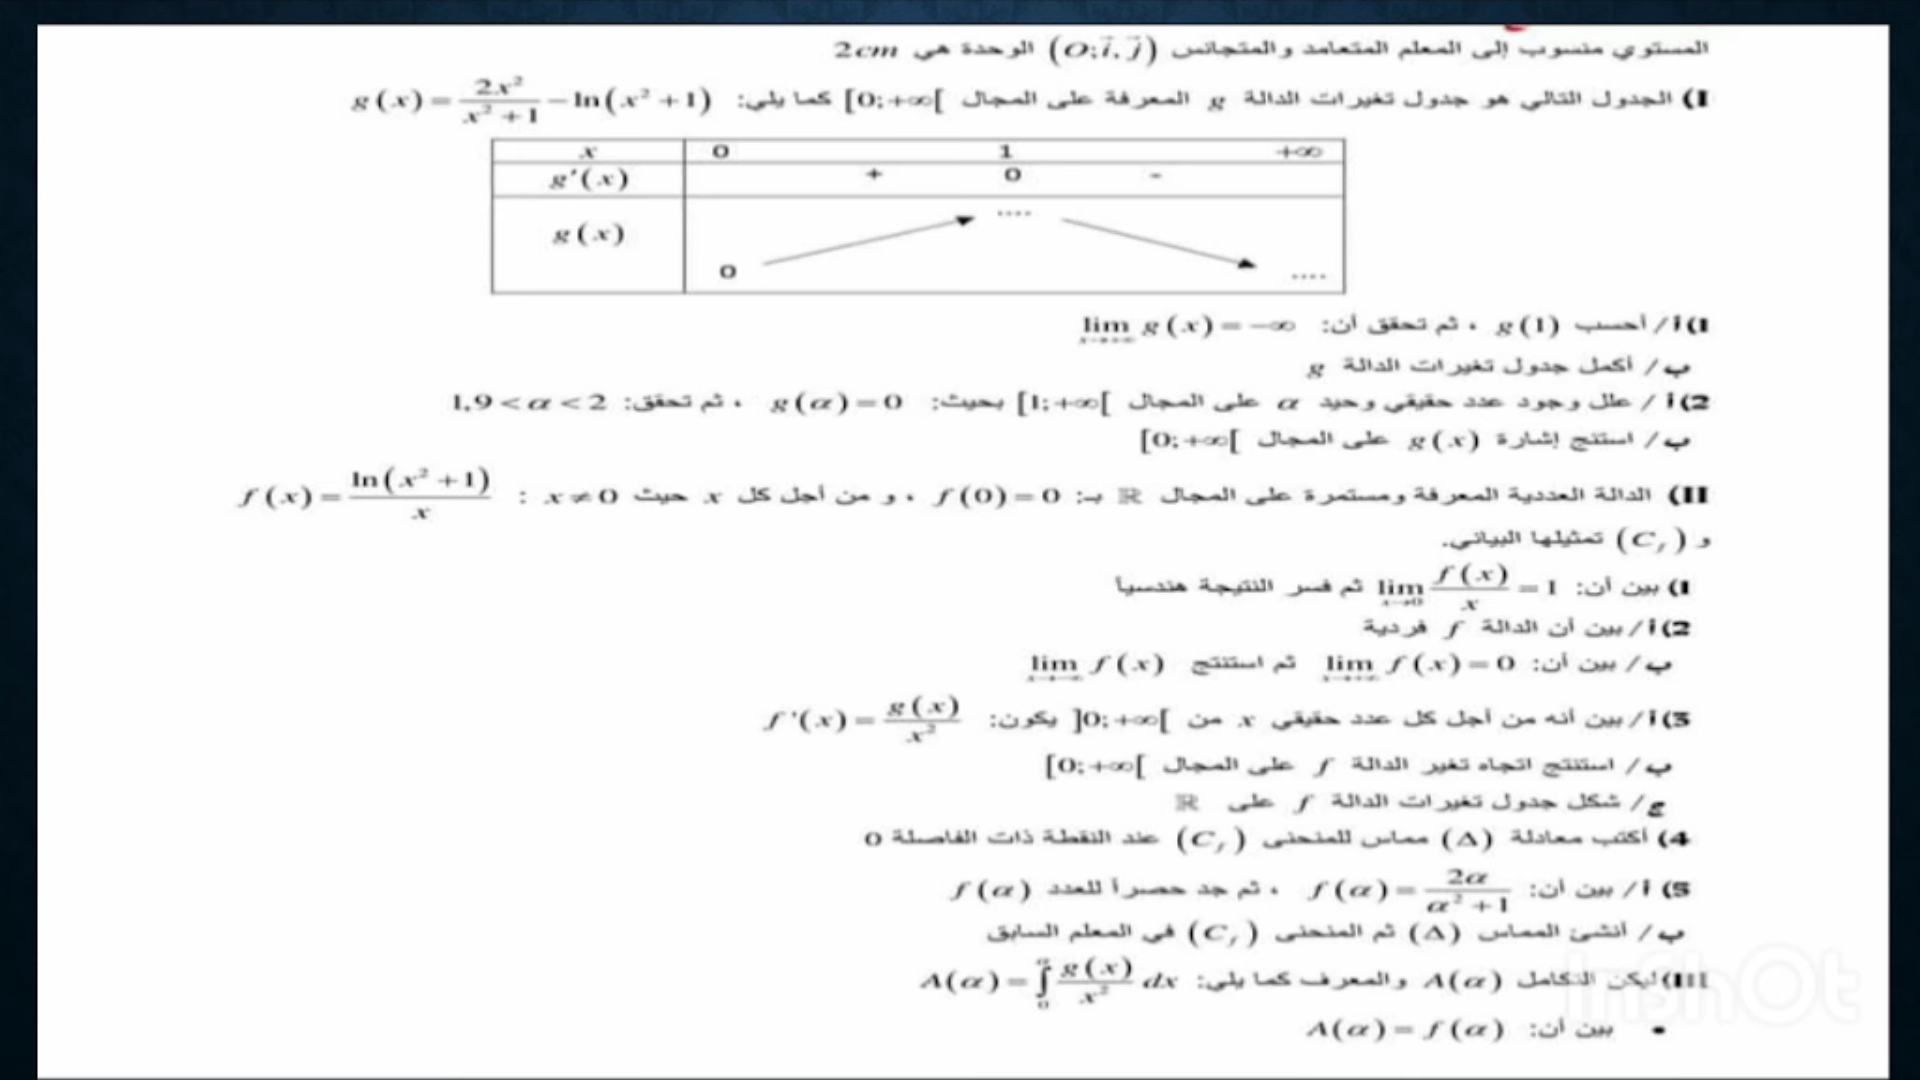 المستوي منسوب إلى المعلم المتعامد والمتجانس (O; i, j) الوحدة هي 2cm
I) الجدول التالي هو جدول تغيرات الدالة g المعرفة على المجال [0;+∞[ كما يلي: g(x) = 2x²/(x²+1) − ln(x²+1)
x 0 1 +∞
g'(x) + 0 -
g(x) 0 .... ....
1) أ/ أحسب g(1) ، ثم تحقق أن: lim g(x) = −∞ x→+∞
ب/ أكمل جدول تغيرات الدالة g
2) أ/ علل وجود عدد حقيقي وحيد α على المجال [1;+∞[ بحيث: g(α) = 0 ، ثم تحقق: 1,9 < α < 2
ب/ استنتج إشارة g(x) على المجال [0;+∞[
II) الدالة العددية المعرفة ومستمرة على المجال ℝ بـ: f(0) = 0 ، و من أجل كل x حيث x ≠ 0 : f(x) = ln(x²+1)/x
و (C_f) تمثيلها البياني.
1) بين أن: lim f(x)/x = 1 x→0 ثم فسر النتيجة هندسياً
2) أ/ بين أن الدالة f فردية
ب/ بين أن: lim f(x) = 0 x→+∞ ثم استنتج lim f(x) x→−∞
3) أ/ بين أنه من أجل كل عدد حقيقي x من ]0;+∞[ يكون: f'(x) = g(x)/x²
ب/ استنتج اتجاه تغير الدالة f على المجال [0;+∞[
ج/ شكل جدول تغيرات الدالة f على ℝ
4) أكتب معادلة (Δ) مماس للمنحنى (C_f) عند النقطة ذات الفاصلة 0
5) أ/ بين أن: f(α) = 2α/(α²+1) ، ثم جد حصراً للعدد f(α)
ب/ أنشئ المماس (Δ) ثم المنحنى (C_f) في المعلم السابق
III) ليكن التكامل A(α) والمعرف كما يلي: A(α) = ∫₀^α g(x)/x² dx
• بين أن: A(α) = f(α)
InShOt